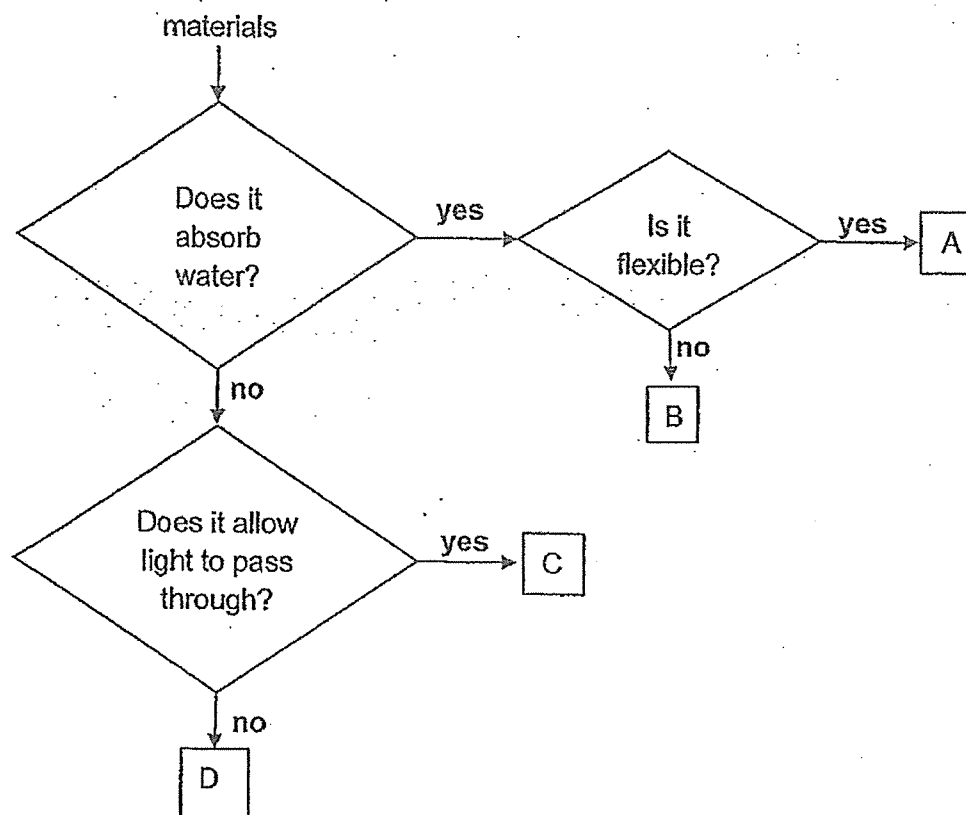 materials
Does it
absorb
water?
yes
Is it
flexible?
yes
A
no
B
no
Does it allow
light to pass
through?
yes
C
no
D